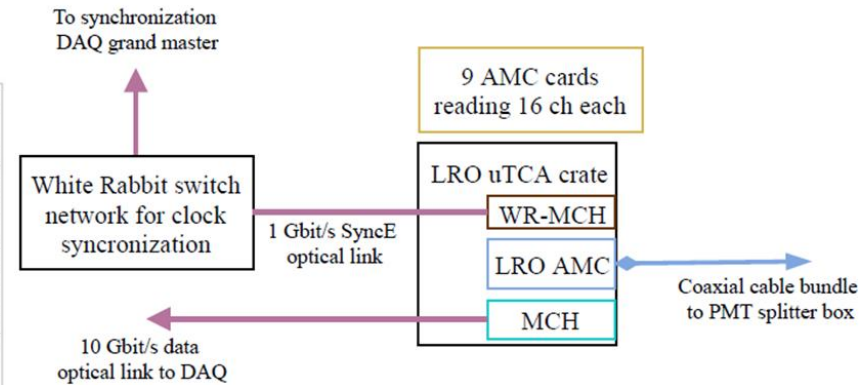 To synchronization
DAQ grand master
9 AMC cards
reading 16 ch each
White Rabbit switch
network for clock
syncronization
1 Gbit/s SyncE
optical link
LRO uTCA crate
WR-MCH
LRO AMC
MCH
Coaxial cable bundle
to PMT splitter box
10 Gbit/s data
optical link to DAQ